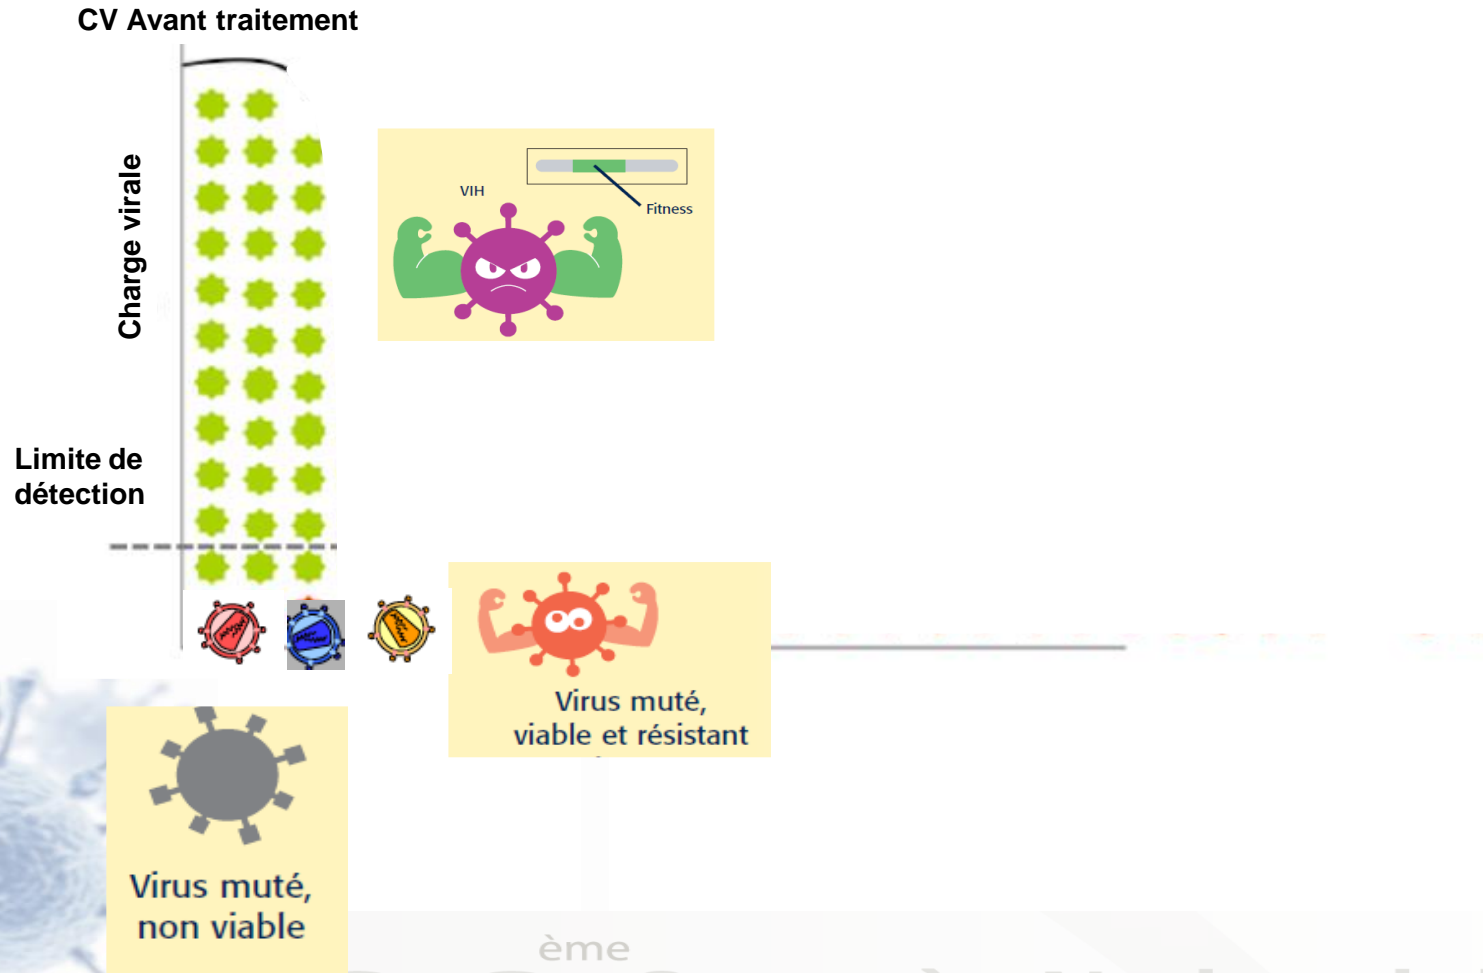 CV Avant traitement
Charge virale
VIH
Fitness
Limite de
détection
Virus muté,
viable et résistant
Virus muté,
non viable
ème